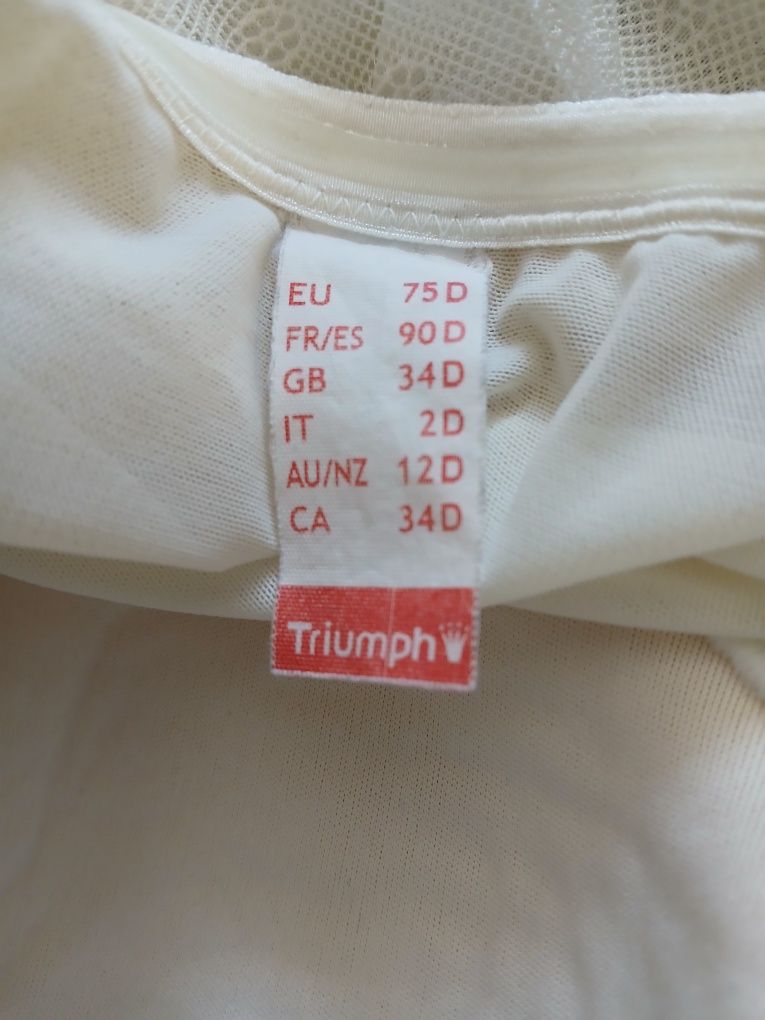 EU 75D
FR/ES 90D
GB 34D
IT 2D
AU/NZ 12D
CA 34D
Triumph